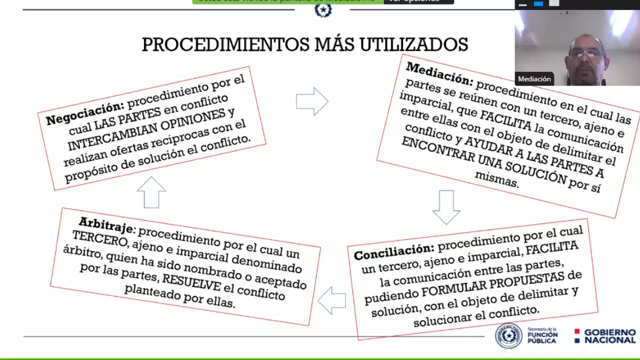 PROCEDIMIENTOS MÁS UTILIZADOS
Negociación: procedimiento por el
cual LAS PARTES en conflicto
INTERCAMBIAN OPINIONES y
realizan ofertas reciprocas con el
propósito de solución el conflicto.
Mediación: procedimiento en el cual las
partes se reúnen con un tercero, ajeno e
imparcial, que FACILITA la comunicación
entre ellas con el objeto de delimitar el
conflicto y AYUDAR A LAS PARTES A
ENCONTRAR UNA SOLUCIÓN por sí
mismas.
Arbitraje: procedimiento por el cual un
TERCERO, ajeno e imparcial denominado
árbitro, quien ha sido nombrado o aceptado
por las partes, RESUELVE el conflicto
planteado por ellas.
Conciliación: procedimiento por el cual
un tercero, ajeno e imparcial, FACILITA
la comunicación entre las partes,
pudiendo FORMULAR PROPUESTAS de
solución, con el objeto de delimitar y
solucionar el conflicto.
Mediación
Secretaría de la
FUNCIÓN
PÚBLICA
GOBIERNO
NACIONAL